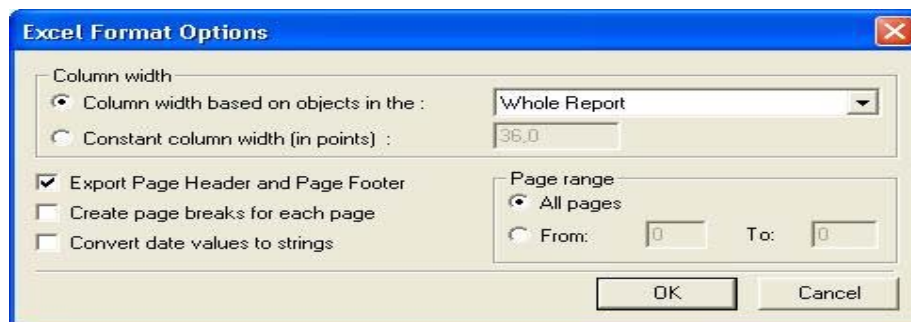 Excel Format Options
Column width
Column width based on objects in the :
Whole Report
Constant column width (in points) :
36,0
Export Page Header and Page Footer
Create page breaks for each page
Convert date values to strings
Page range
All pages
From: 0 To: 0
OK Cancel